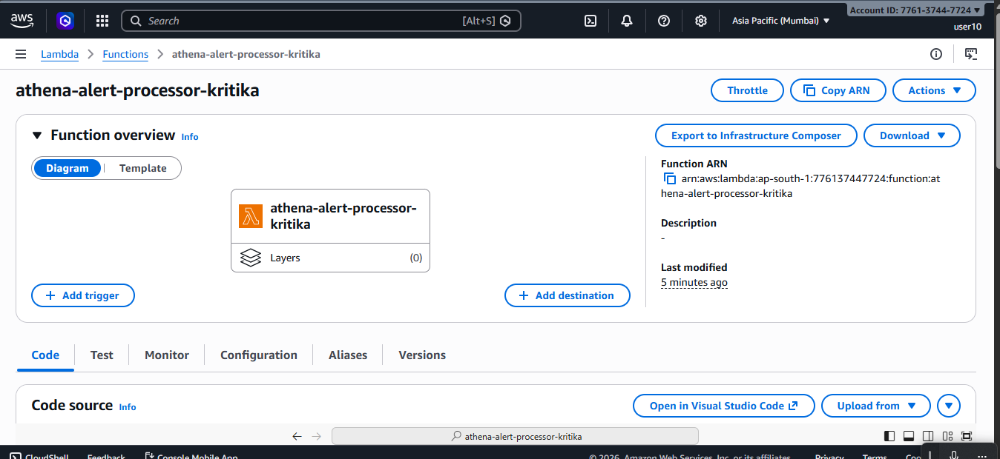 aws
Search [Alt+S]
Asia Pacific (Mumbai)
Account ID: 7761-3744-7724
user10
Lambda Functions athena-alert-processor-kritika
athena-alert-processor-kritika
Throttle Copy ARN Actions
Function overview Info
Export to Infrastructure Composer Download
Diagram Template
athena-alert-processor-
kritika
Layers (0)
Add trigger
Add destination
Function ARN
arn:aws:lambda:ap-south-1:776137447724:function:at
hena-alert-processor-kritika
Description
-
Last modified
5 minutes ago
Code Test Monitor Configuration Aliases Versions
Code source Info
Open in Visual Studio Code Upload from
athena-alert-processor-kritika
CloudShell Feedback Console Mobile App © 2026, Amazon Web Services, Inc. or its affiliates. Privacy Terms